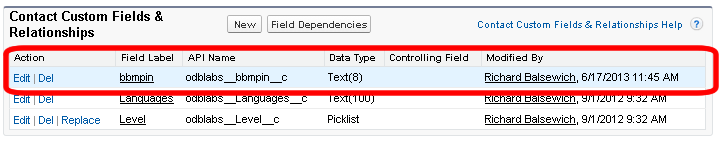 Contact Custom Fields &
Relationships
New Field Dependencies Contact Custom Fields & Relationships Help ?
Action Field Label API Name Data Type Controlling Field Modified By
Edit | Del bbmpin odblabs__bbmpin__c Text(8) Richard Balsewich, 6/17/2013 11:45 AM
Edit | Del Languages odblabs__Languages__c Text(100) Richard Balsewich, 9/1/2012 9:32 AM
Edit | Del | Replace Level odblabs__Level__c Picklist Richard Balsewich, 9/1/2012 9:32 AM